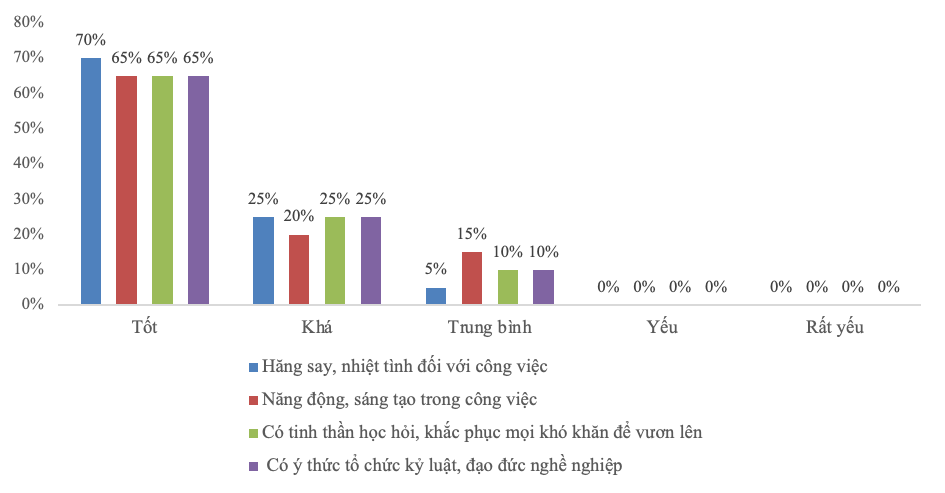 80%
70%
60%
50%
40%
30%
20%
10%
0%
70% 65% 65% 65%
25% 20% 25% 25%
5% 15% 10% 10%
0% 0% 0% 0%
0% 0% 0% 0%
Tốt Khá Trung bình Yếu Rất yếu
Hăng say, nhiệt tình đối với công việc
Năng động, sáng tạo trong công việc
Có tinh thần học hỏi, khắc phục mọi khó khăn để vươn lên
Có ý thức tổ chức kỷ luật, đạo đức nghề nghiệp